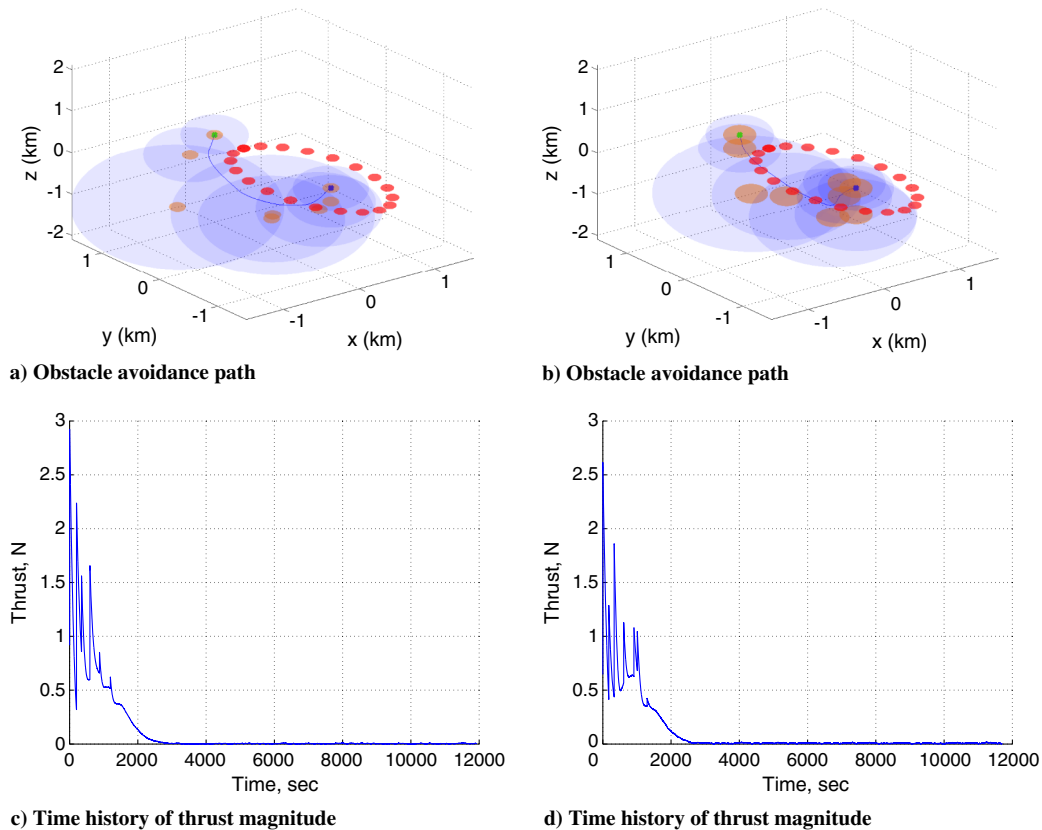 2
1
0
-1
-2
z (km)
1
0
-1
y (km)
-1
0
1
x (km)
a) Obstacle avoidance path
2
1
0
-1
-2
z (km)
1
0
-1
y (km)
-1
0
1
x (km)
b) Obstacle avoidance path
3
2.5
2
1.5
1
0.5
0
Thrust, N
0 2000 4000 6000 8000 10000 12000
Time, sec
c) Time history of thrust magnitude
3
2.5
2
1.5
1
0.5
0
Thrust, N
0 2000 4000 6000 8000 10000 12000
Time, sec
d) Time history of thrust magnitude